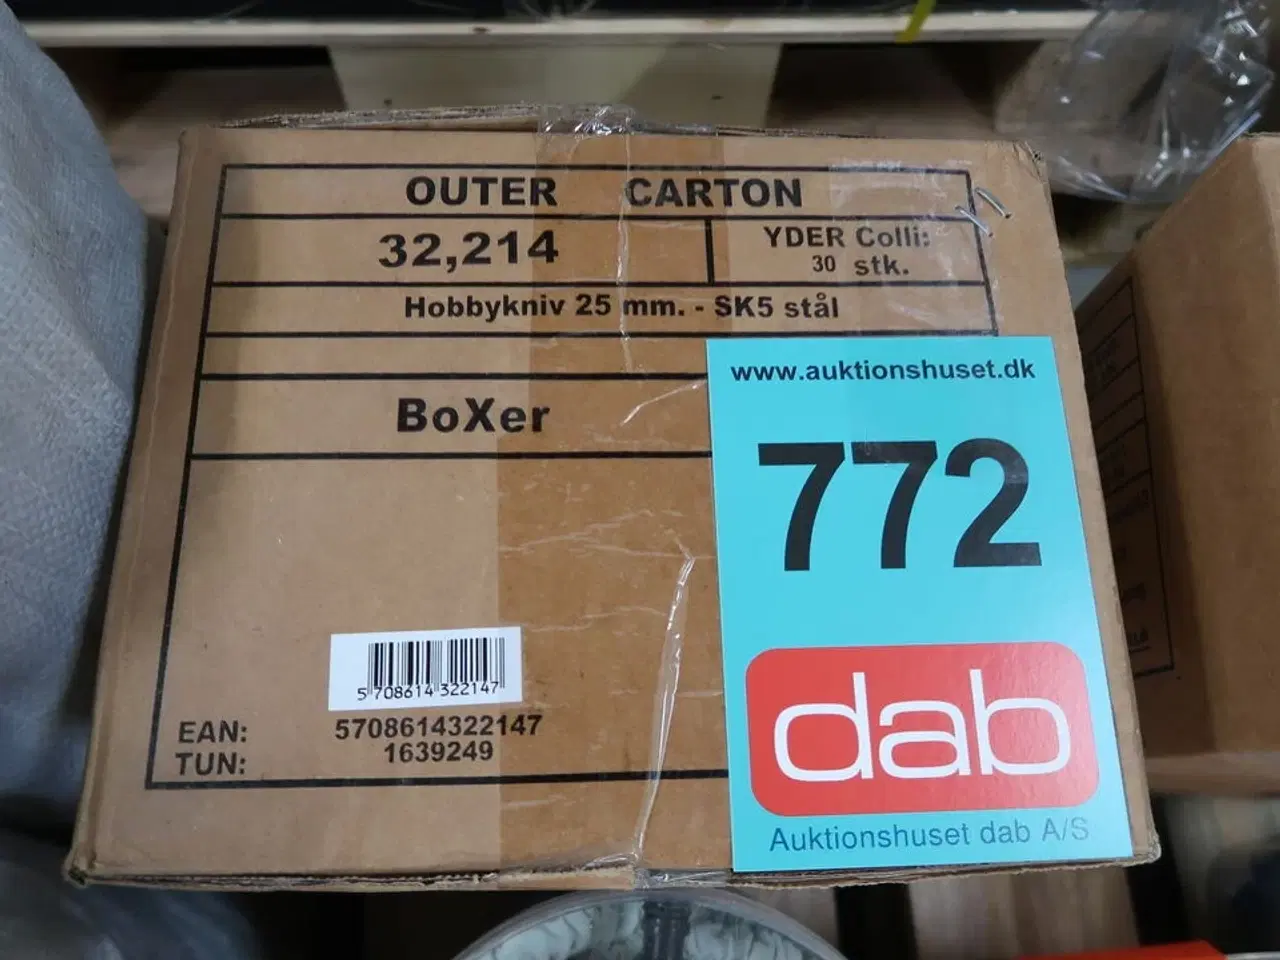 OUTER CARTON
32,214
YDER Colli:
30 stk.
Hobbykniv 25 mm. - SK5 stål
BoXer
www.auktionshuset.dk
772
dab
Auktionshuset dab A/S
5 708614 322147
EAN: 5708614322147
TUN: 1639249